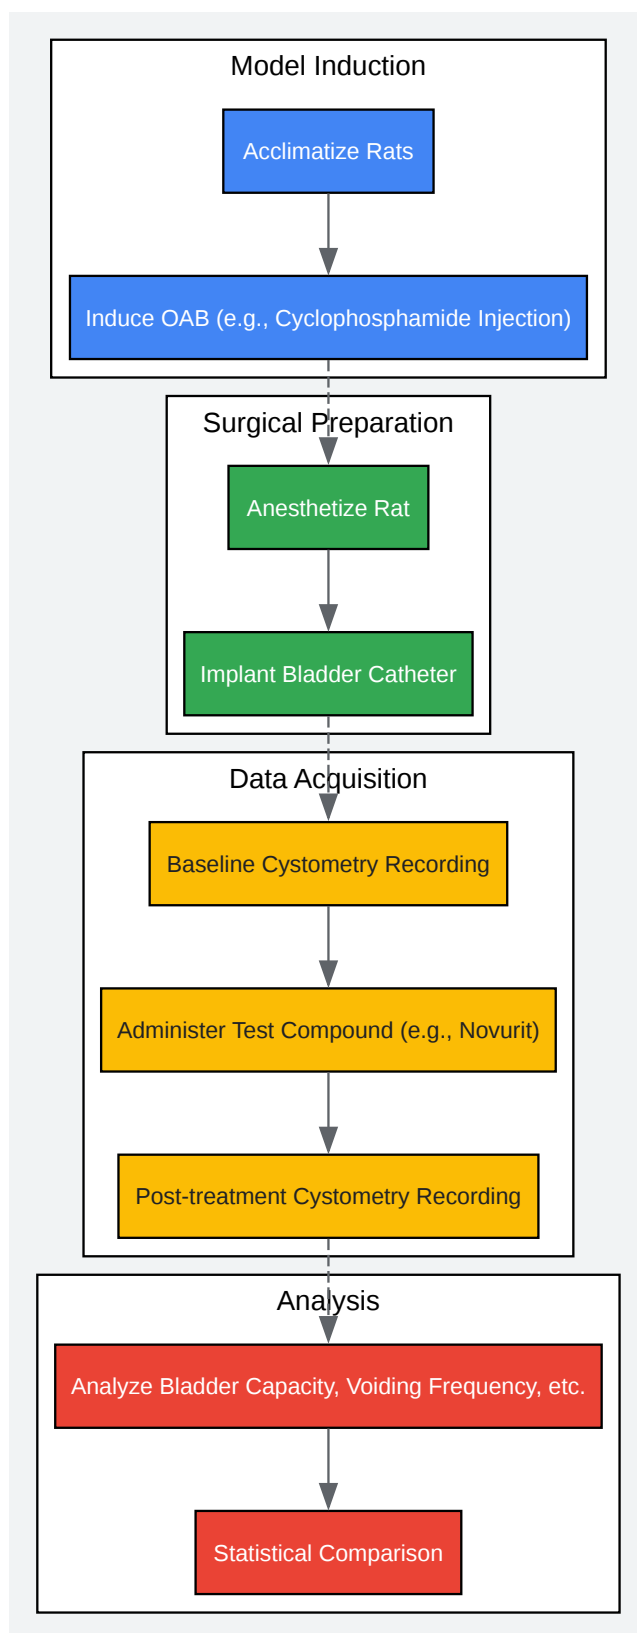 Model Induction
Acclimatize Rats
Induce OAB (e.g., Cyclophosphamide Injection)
Surgical Preparation
Anesthetize Rat
Implant Bladder Catheter
Data Acquisition
Baseline Cystometry Recording
Administer Test Compound (e.g., Novurit)
Post-treatment Cystometry Recording
Analysis
Analyze Bladder Capacity, Voiding Frequency, etc.
Statistical Comparison